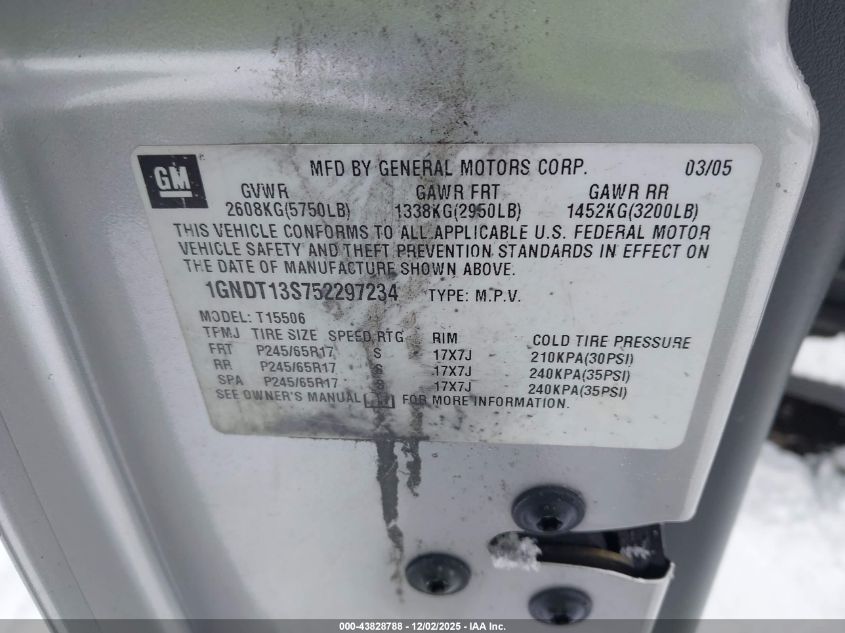 GM
MFD BY GENERAL MOTORS CORP. 03/05
GVWR GAWR FRT GAWR RR
2608KG(5750LB) 1338KG(2950LB) 1452KG(3200LB)
THIS VEHICLE CONFORMS TO ALL APPLICABLE U.S. FEDERAL MOTOR
VEHICLE SAFETY AND THEFT PREVENTION STANDARDS IN EFFECT ON
THE DATE OF MANUFACTURE SHOWN ABOVE.
1GNDT13S752297234 TYPE: M.P.V.
MODEL: T15506
TPMJ TIRE SIZE SPEED RTG RIM COLD TIRE PRESSURE
FRT P245/65R17 S 17X7J 210KPA(30PSI)
RR P245/65R17 S 17X7J 240KPA(35PSI)
SPA P245/65R17 S 17X7J 240KPA(35PSI)
SEE OWNER'S MANUAL FOR MORE INFORMATION.
000-43828788 - 12/02/2025 - IAA Inc.